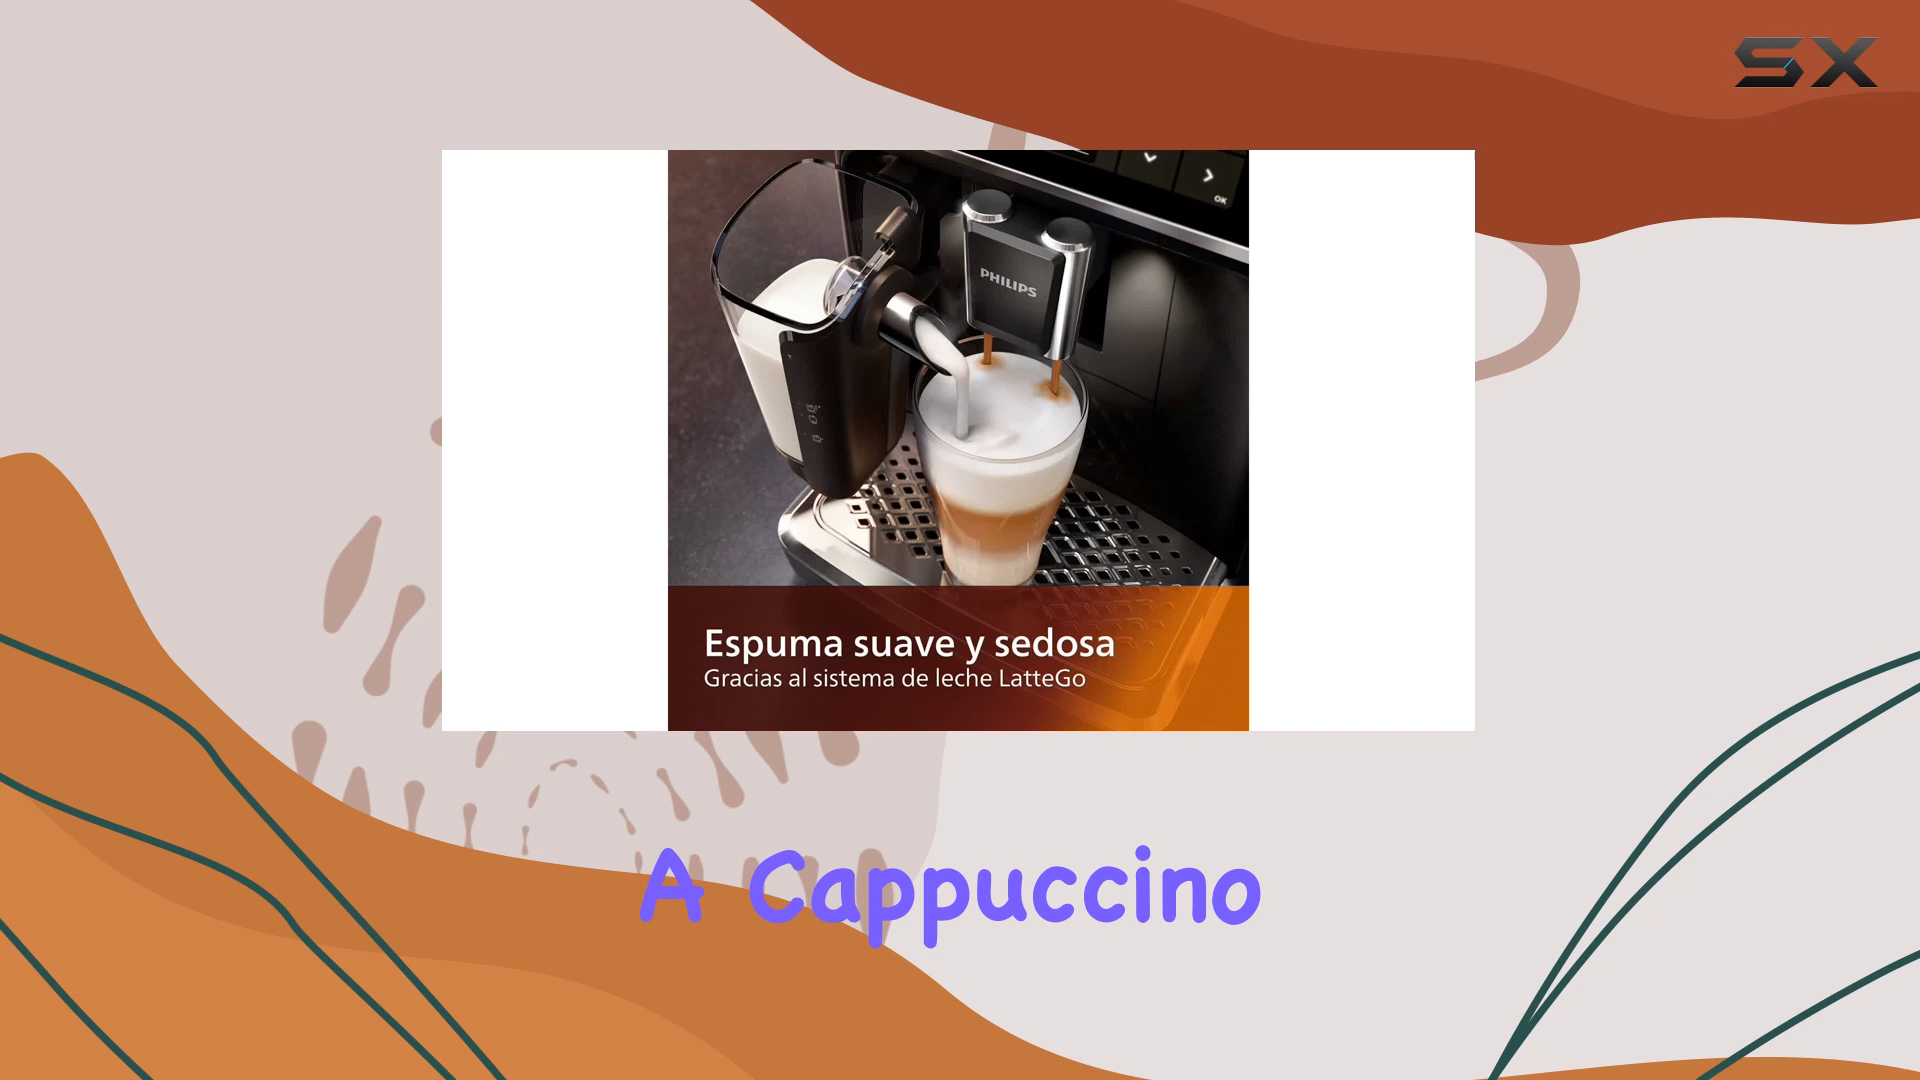 SX
OK
PHILIPS
Espuma suave y sedosa
Gracias al sistema de leche LatteGo
A Cappuccino